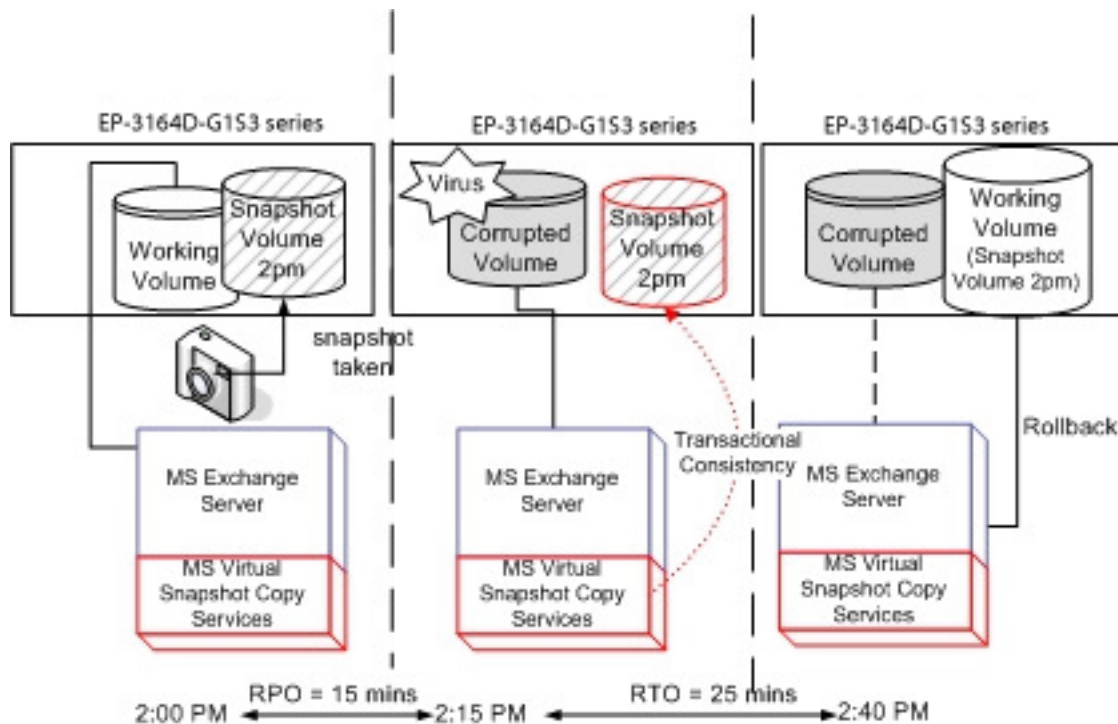 EP-3164D-G1S3 series
Working
Volume
Snapshot
Volume
2pm
snapshot
taken
MS Exchange
Server
MS Virtual
Snapshot Copy
Services
EP-3164D-G1S3 series
Virus
Corrupted
Volume
Snapshot
Volume
2pm
Transactional
Consistency
MS Exchange
Server
MS Virtual
Snapshot Copy
Services
EP-3164D-G1S3 series
Corrupted
Volume
Working
Volume
(Snapshot
Volume 2pm)
Rollback
MS Exchange
Server
MS Virtual
Snapshot Copy
Services
2:00 PM
RPO = 15 mins
2:15 PM
RTO = 25 mins
2:40 PM